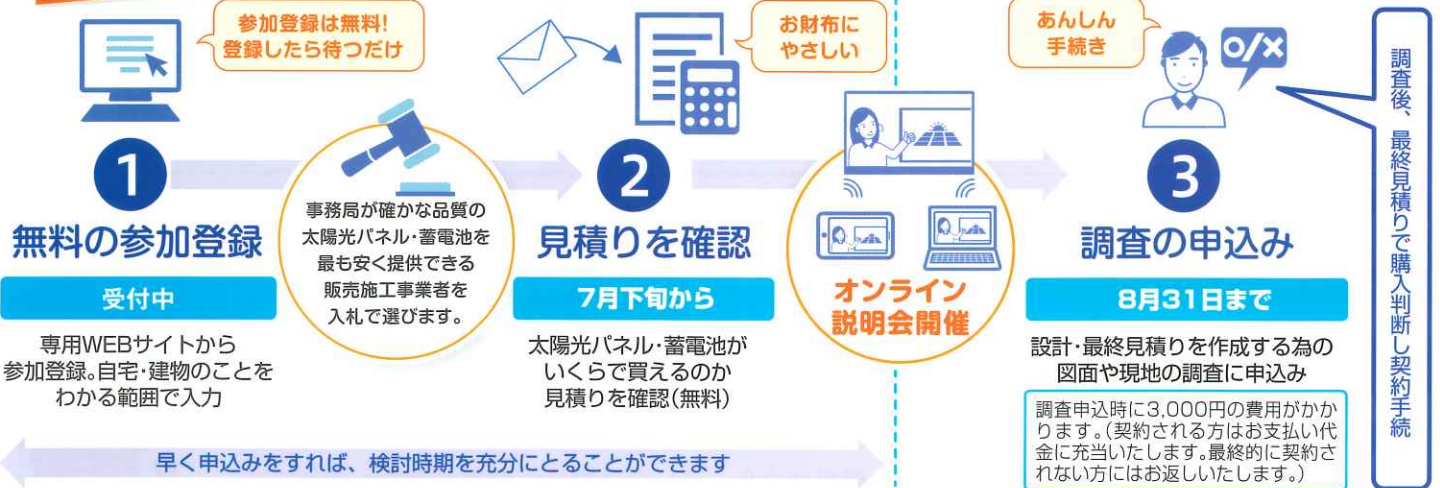 参加登録は無料!
登録したら待つだけ
1
無料の参加登録
受付中
専用WEBサイトから
参加登録。自宅・建物のことを
わかる範囲で入力
事務局が確かな品質の
太陽光パネル・蓄電池を
最も安く提供できる
販売施工事業者を
入札で選びます。
お財布に
やさしい
2
見積りを確認
7月下旬から
太陽光パネル・蓄電池が
いくらで買えるのか
見積りを確認(無料)
オンライン
説明会開催
あんしん
手続き
o/x
3
調査の申込み
8月31日まで
設計・最終見積りを作成する為の
図面や現地の調査に申込み
調査申込時に3,000円の費用がかか
ります。(契約される方はお支払い代
金に充当いたします。最終的に契約さ
れない方にはお返しいたします。)
調査後、最終見積りで購入判断し契約手続
早く申込みをすれば、検討時期を充分にとることができます